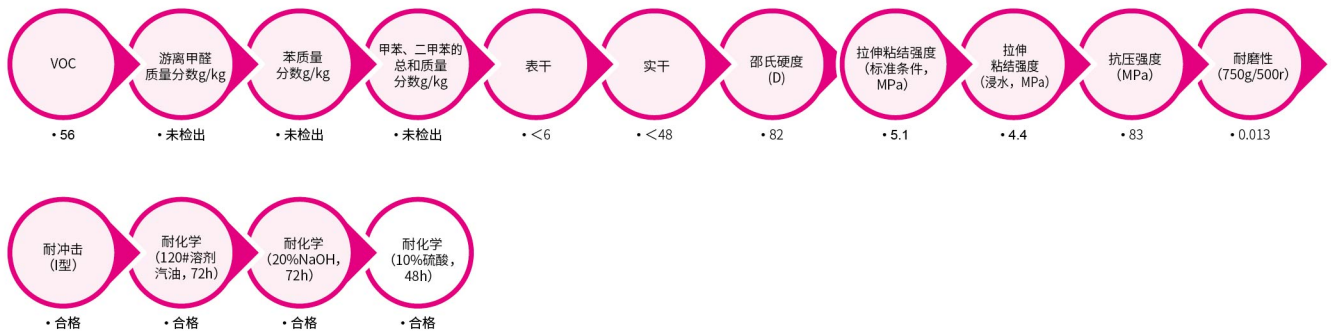 VOC
• 56
游离甲醛
质量分数g/kg
• 未检出
苯质量
分数g/kg
• 未检出
甲苯、二甲苯的
总和质量
分数g/kg
• 未检出
表干
• ＜6
实干
• ＜48
邵氏硬度
(D)
• 82
拉伸粘结强度
（标准条件，
MPa）
• 5.1
拉伸
粘结强度
（浸水，MPa）
• 4.4
抗压强度
（MPa）
• 83
耐磨性
（750g/500r）
• 0.013
耐冲击
（I型）
• 合格
耐化学
（120#溶剂
汽油，72h）
• 合格
耐化学
（20%NaOH，
72h）
• 合格
耐化学
（10%硫酸，
48h）
• 合格